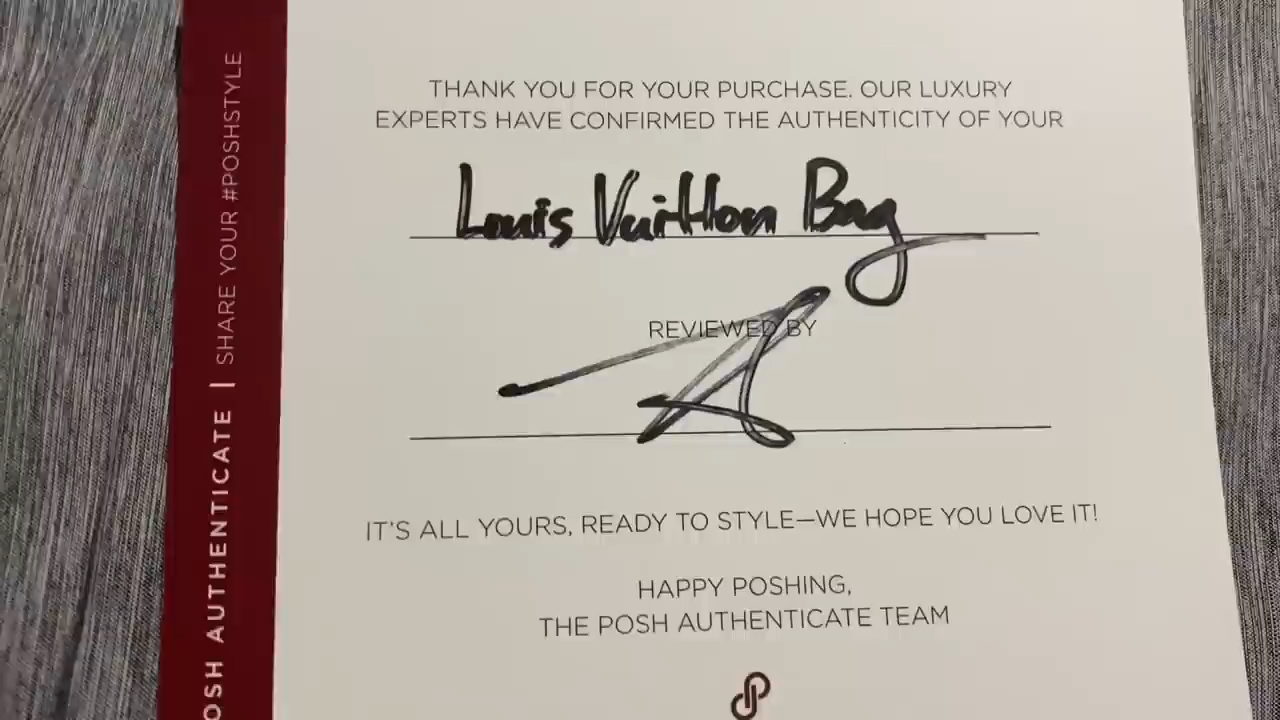 THANK YOU FOR YOUR PURCHASE. OUR LUXURY
EXPERTS HAVE CONFIRMED THE AUTHENTICITY OF YOUR
Louis Vuitton Bag
REVIEWED BY
IT'S ALL YOURS, READY TO STYLE—WE HOPE YOU LOVE IT!
HAPPY POSHING,
THE POSH AUTHENTICATE TEAM
OSH AUTHENTICATE | SHARE YOUR #POSHSTYLE